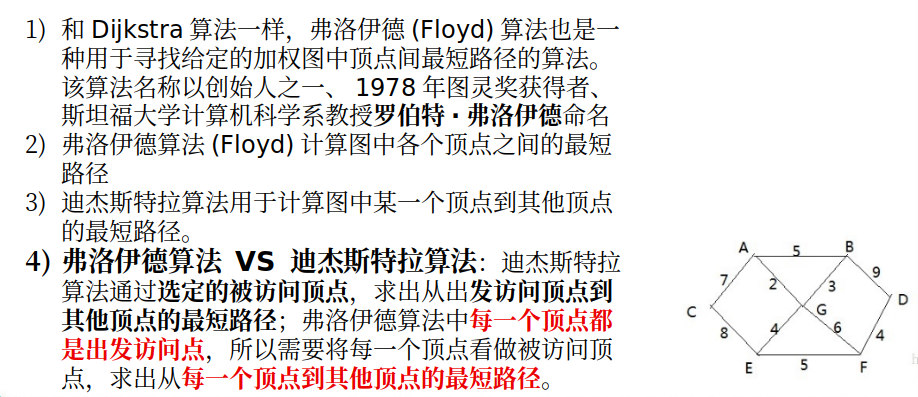 1) 和 Dijkstra 算法一样，弗洛伊德 (Floyd) 算法也是一
种用于寻找给定的加权图中顶点间最短路径的算法。
该算法名称以创始人之一、 1978 年图灵奖获得者、
斯坦福大学计算机科学系教授罗伯特 · 弗洛伊德命名
2) 弗洛伊德算法 (Floyd) 计算图中各个顶点之间的最短
路径
3) 迪杰斯特拉算法用于计算图中某一个顶点到其他顶点
的最短路径。
4) 弗洛伊德算法 VS 迪杰斯特拉算法：迪杰斯特拉
算法通过选定的被访问顶点，求出从出发访问顶点到
其他顶点的最短路径；弗洛伊德算法中每一个顶点都
是出发访问点，所以需要将每一个顶点看做被访问顶
点，求出从每一个顶点到其他顶点的最短路径。
A 5 B
7 2 3 9
C G D
8 4 6 4
E 5 F
h